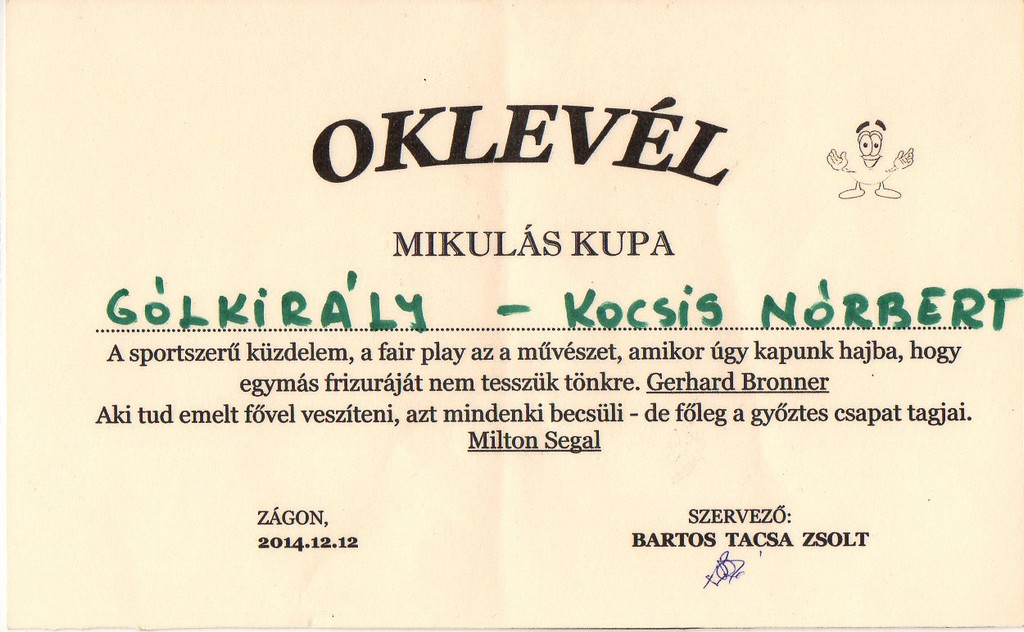 OKLEVÉL
MIKULÁS KUPA
GÓLKIRÁLY – KOCSIS NÓRBERT
A sportszerű küzdelem, a fair play az a művészet, amikor úgy kapunk hajba, hogy
egymás frizuráját nem tesszük tönkre. Gerhard Bronner
Aki tud emelt fővel veszíteni, azt mindenki becsüli - de főleg a győztes csapat tagjai.
Milton Segal
ZÁGON,
2014.12.12
SZERVEZŐ:
BARTOS TACSA ZSOLT